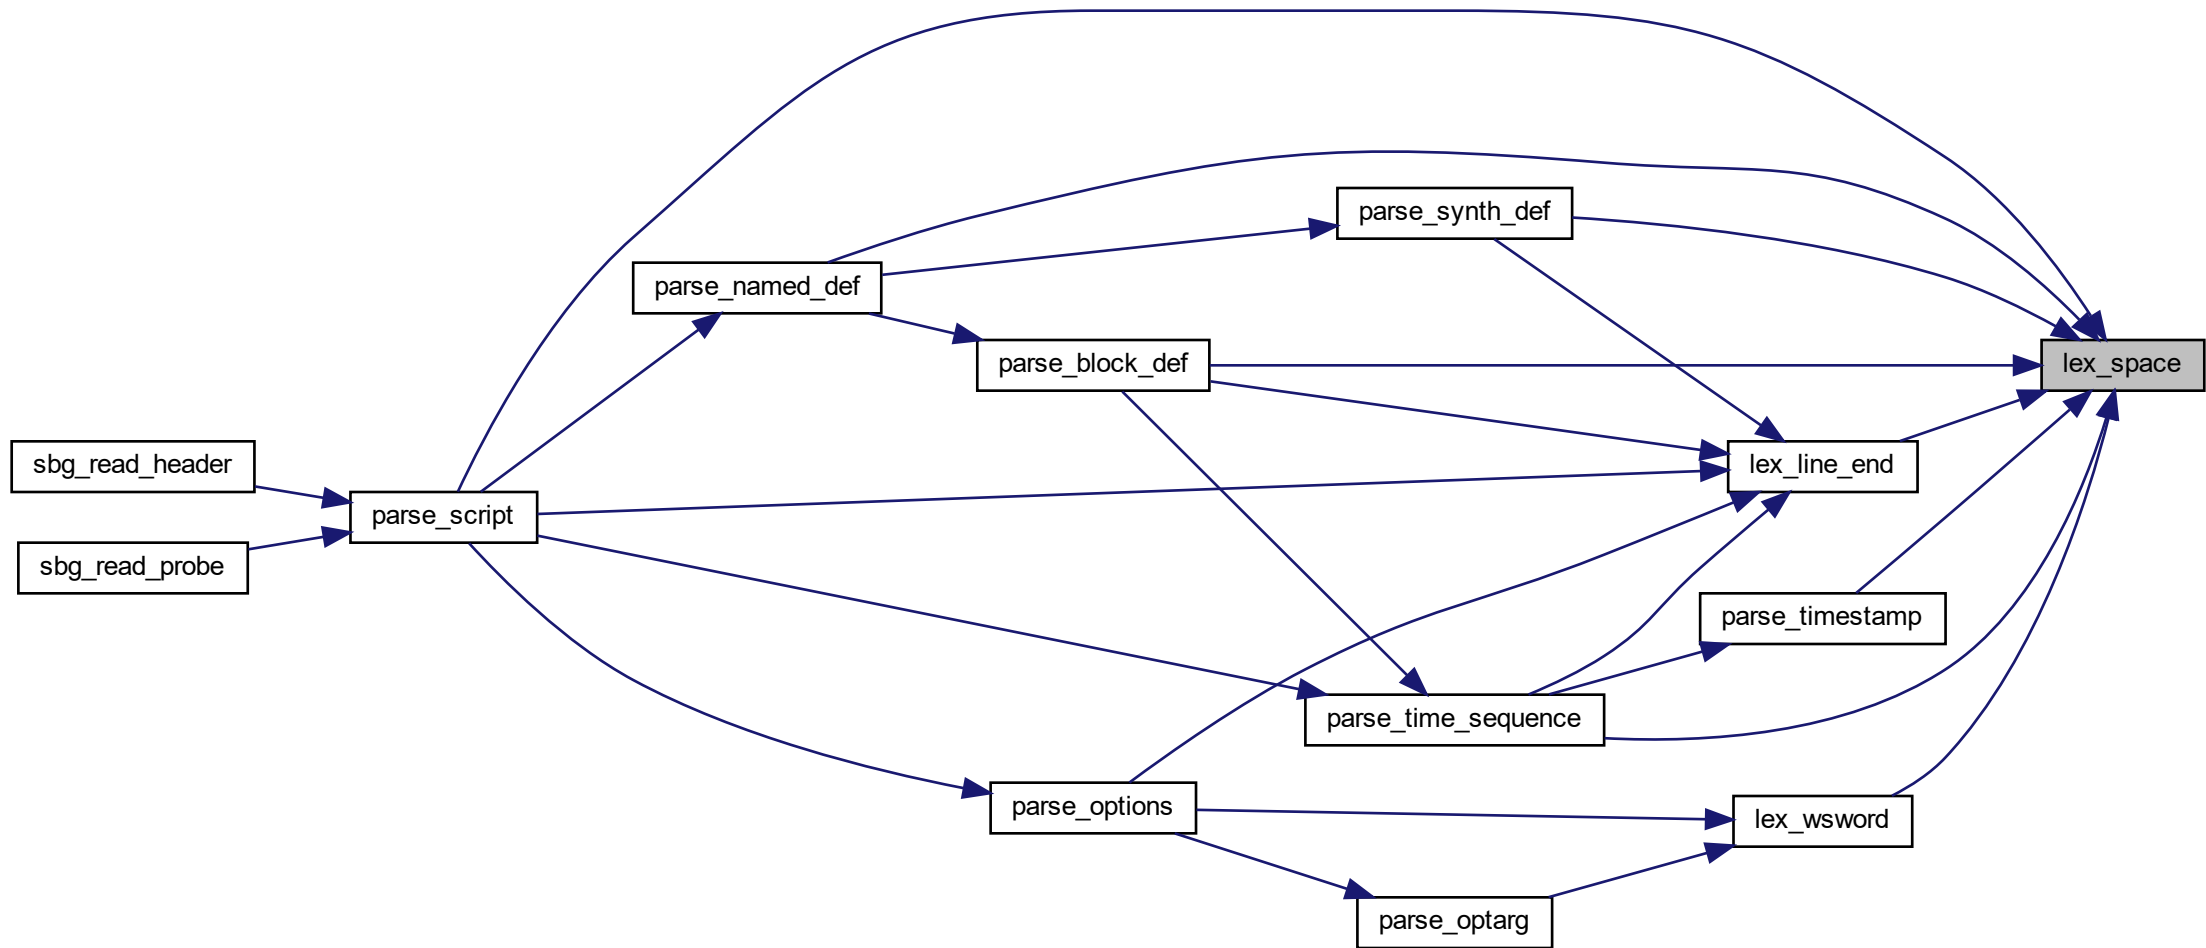 parse_synth_def
parse_named_def
parse_block_def
lex_space
sbg_read_header
lex_line_end
parse_script
sbg_read_probe
parse_timestamp
parse_time_sequence
parse_options
lex_wsword
parse_optarg